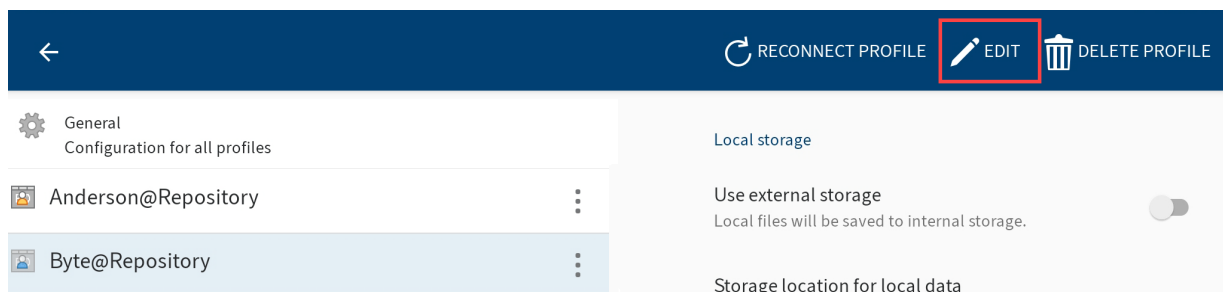 RECONNECT PROFILE EDIT DELETE PROFILE
General
Configuration for all profiles
Anderson@Repository
Byte@Repository
Local storage
Use external storage
Local files will be saved to internal storage.
Storage location for local data